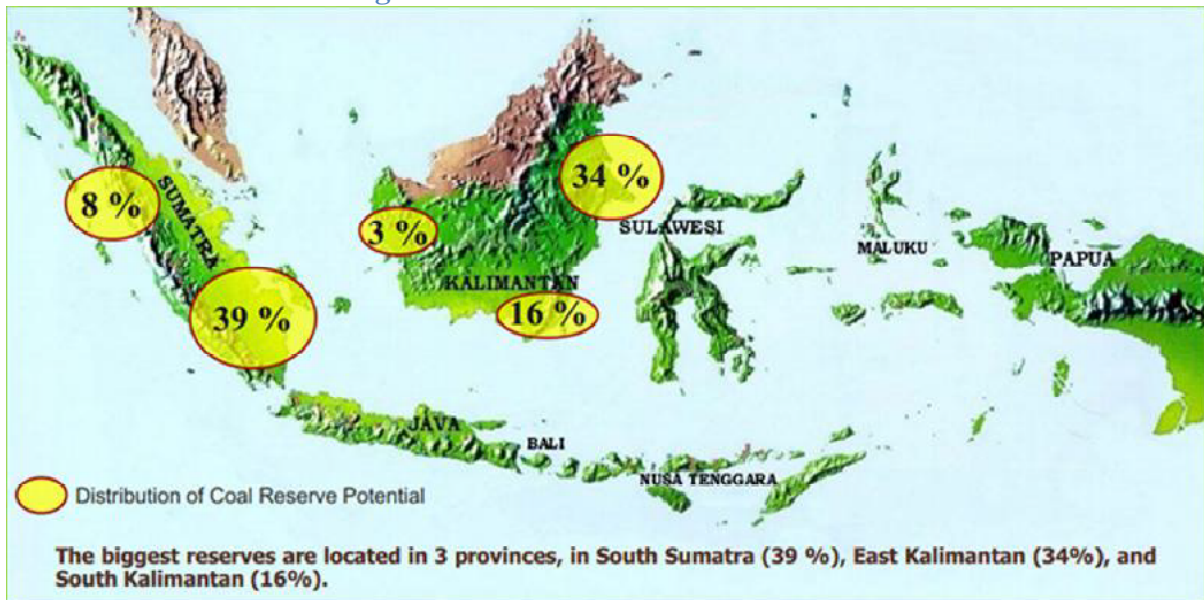 34 %
8 %
SUMATRA
3 %
SULAWESI
MALUKU
PAPUA
KALIMANTAN
39 %
16 %
JAVA
BALI
NUSA TENGGARA
Distribution of Coal Reserve Potential
The biggest reserves are located in 3 provinces, in South Sumatra (39 %), East Kalimantan (34%), and
South Kalimantan (16%).